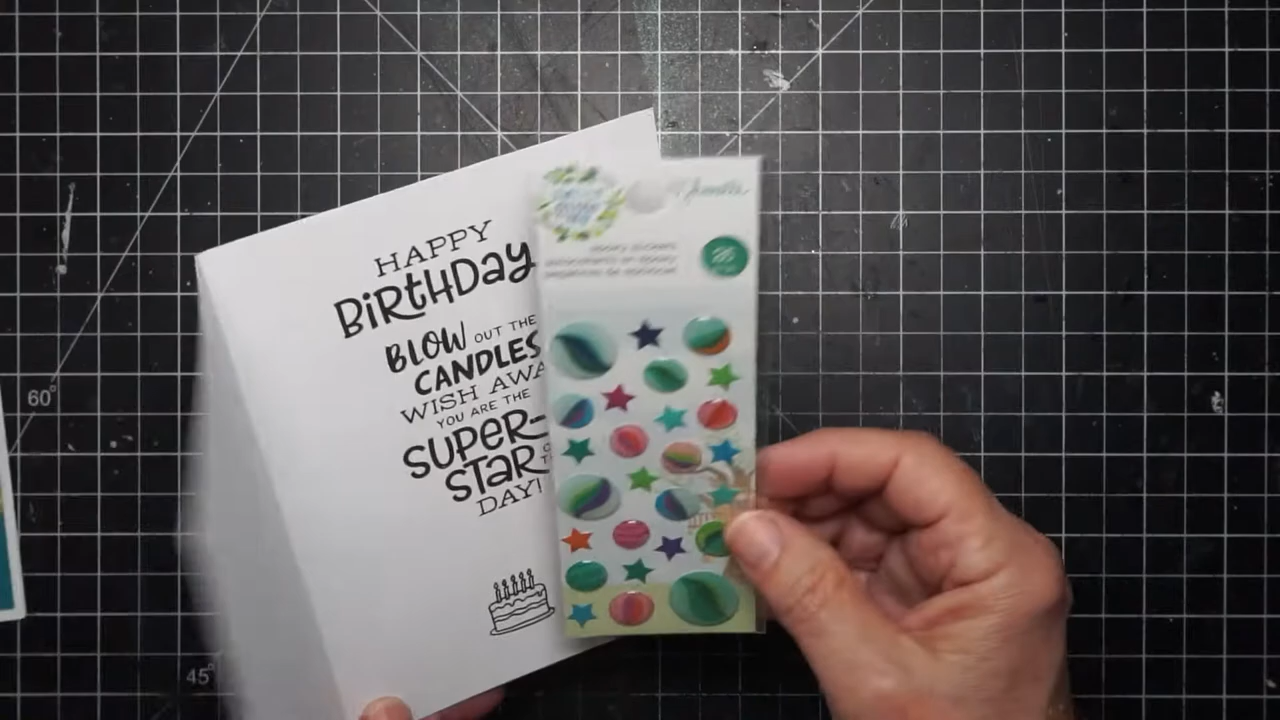 HAPPY
BIRTHDAY
BLOW OUT THE
CANDLES
WISH AWA
YOU ARE THE
SUPER-
STAR
DAY!
60°
45°